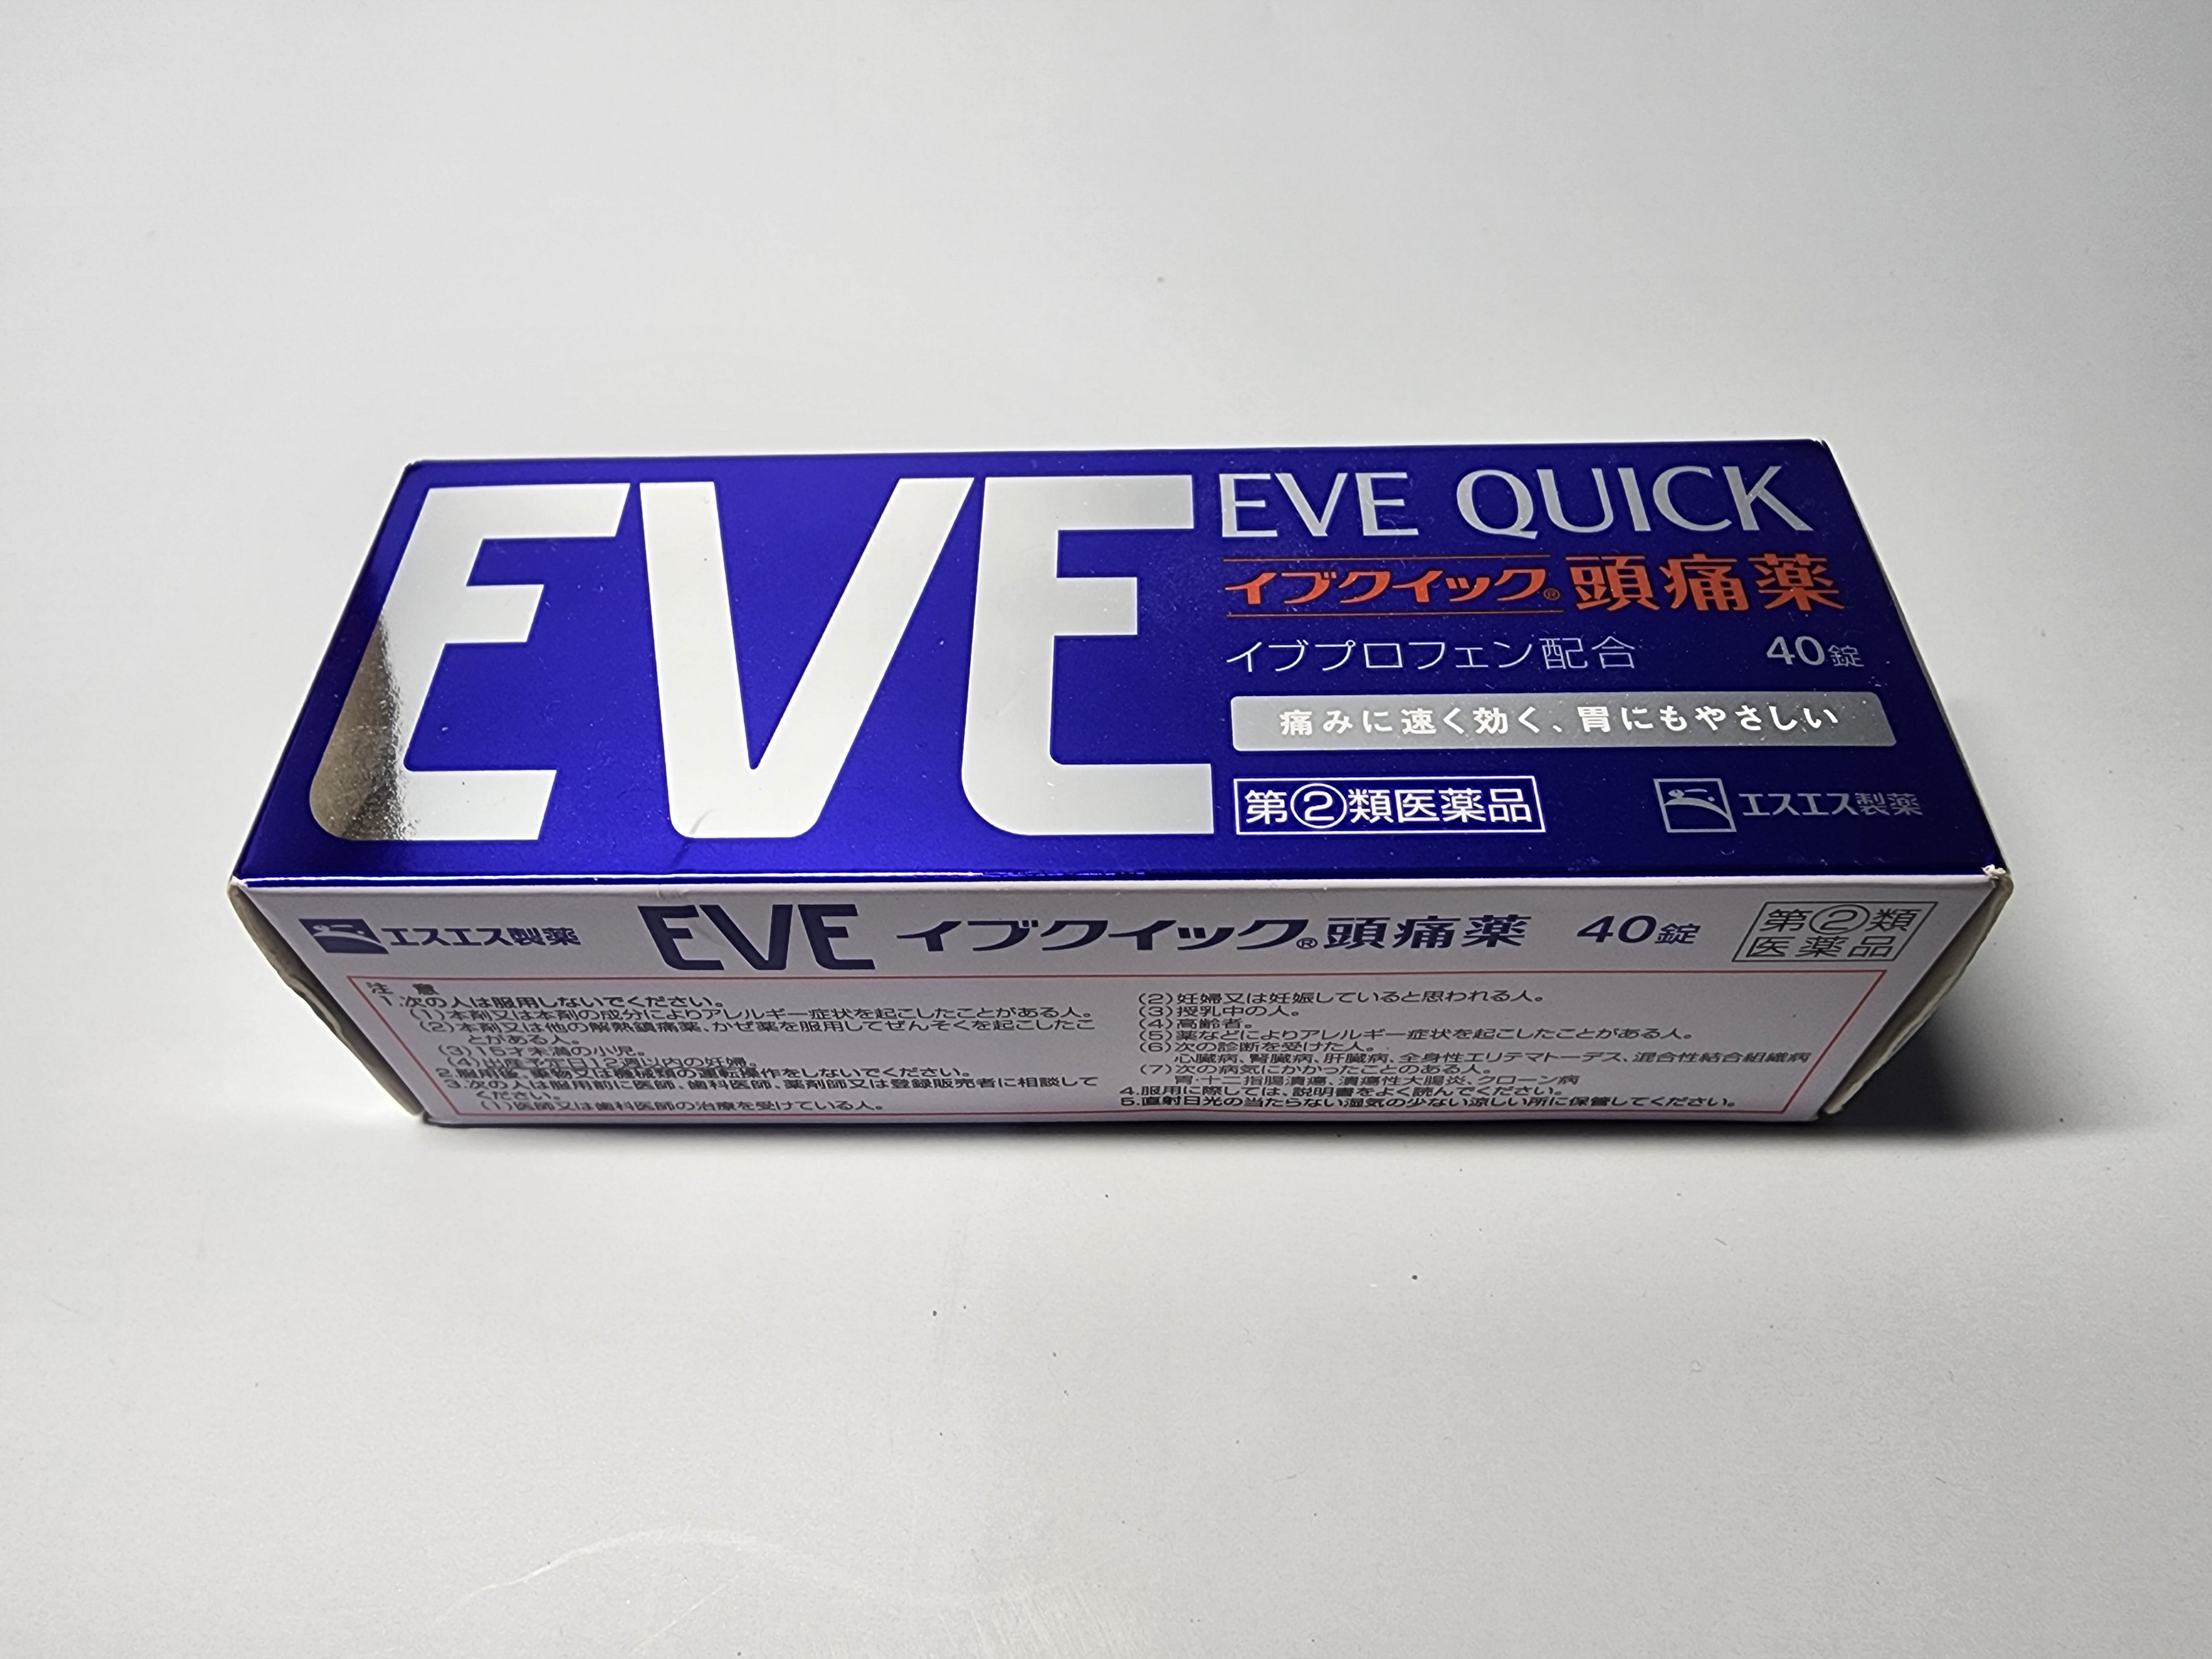 EVE
EVE QUICK
イブクイック®頭痛薬
イブプロフェン配合 40錠
痛みに速く効く、胃にもやさしい
第②類医薬品
エスエス製薬
エスエス製薬 EVE イブクイック®頭痛薬 40錠 第②類
医薬品
注 意
1.次の人は服用しないでください。
(1)本剤又は本剤の成分によりアレルギー症状を起こしたことがある人。
(2)本剤又は他の解熱鎮痛薬、かぜ薬を服用してぜんそくを起こしたこ
とがある人。
(3)15才未満の小児。
(4)出産予定日12週以内の妊婦。
2.服用後、乗物又は機械類の運転操作をしないでください。
3.次の人は服用前に医師、歯科医師、薬剤師又は登録販売者に相談して
ください。
(1)医師又は歯科医師の治療を受けている人。
(2)妊婦又は妊娠していると思われる人。
(3)授乳中の人。
(4)高齢者。
(5)薬などによりアレルギー症状を起こしたことがある人。
(6)次の診断を受けた人。
心臓病、腎臓病、肝臓病、全身性エリテマトーデス、混合性結合組織病
(7)次の病気にかかったことのある人。
胃・十二指腸潰瘍、潰瘍性大腸炎、クローン病
4.服用に際しては、説明書をよく読んでください。
5.直射日光の当たらない湿気の少ない涼しい所に保管してください。